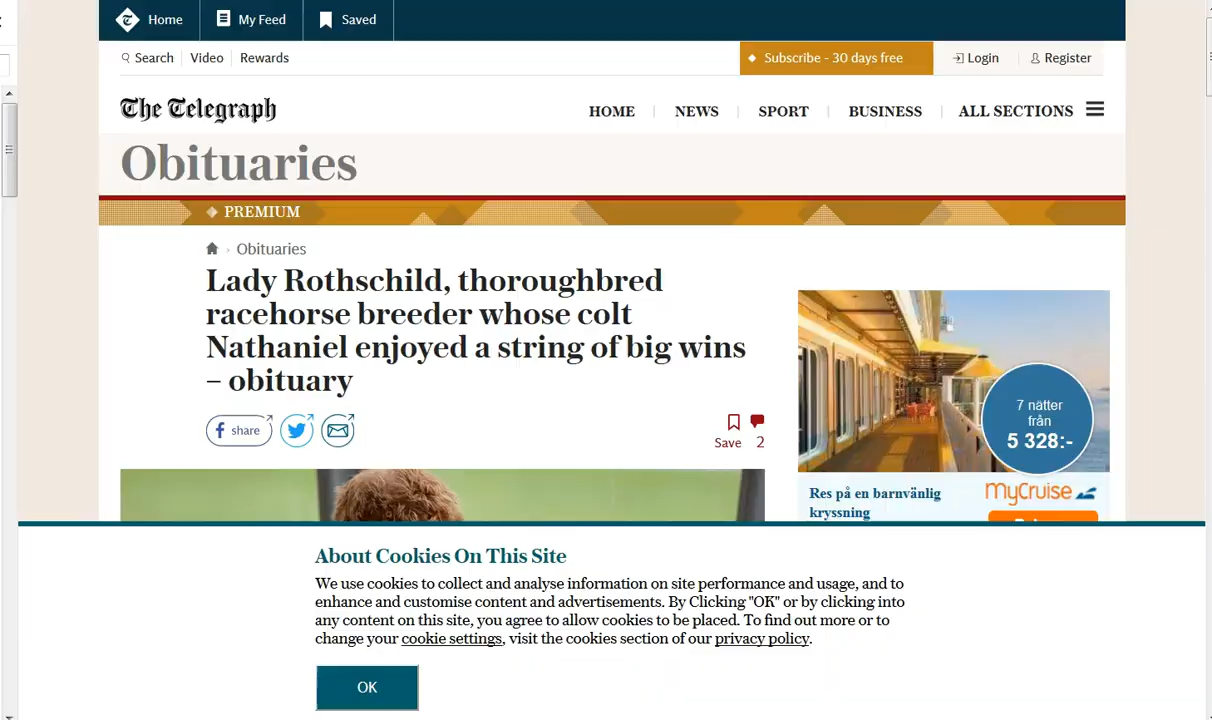 Home
My Feed
Saved
Search
Video
Rewards
Subscribe - 30 days free
Login
Register
The Telegraph
HOME
NEWS
SPORT
BUSINESS
ALL SECTIONS
Obituaries
PREMIUM
Obituaries
Lady Rothschild, thoroughbred
racehorse breeder whose colt
Nathaniel enjoyed a string of big wins
– obituary
share
Save 2
7 nätter
från
5 328:-
Res på en barnvänlig
kryssning
MyCruise
About Cookies On This Site
We use cookies to collect and analyse information on site performance and usage, and to
enhance and customise content and advertisements. By Clicking "OK" or by clicking into
any content on this site, you agree to allow cookies to be placed. To find out more or to
change your cookie settings, visit the cookies section of our privacy policy.
OK